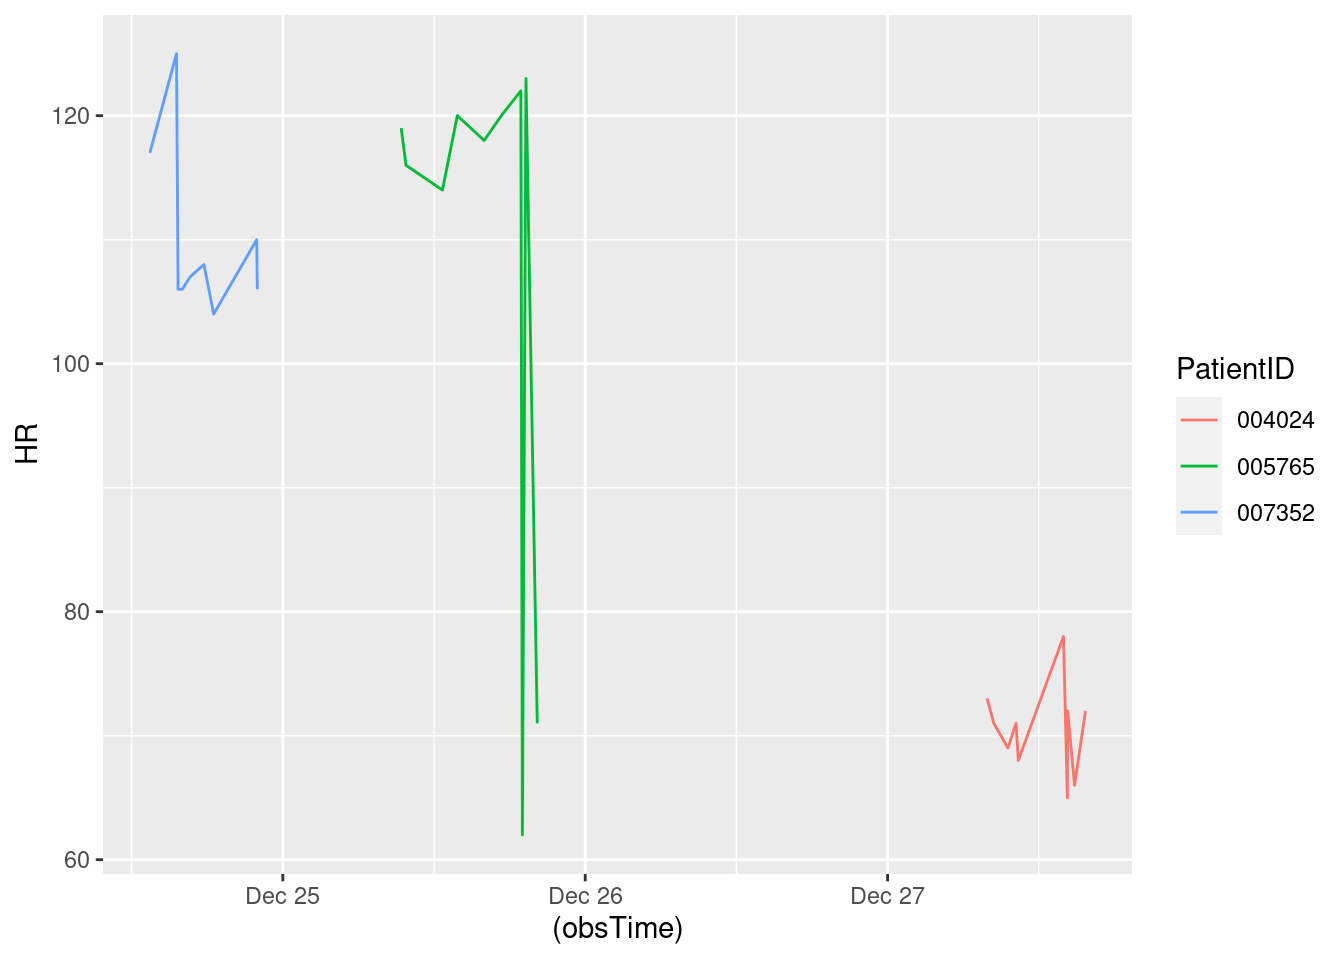 120
100
80
60
HR
Dec 25
Dec 26
Dec 27
(obsTime)
PatientID
004024
005765
007352